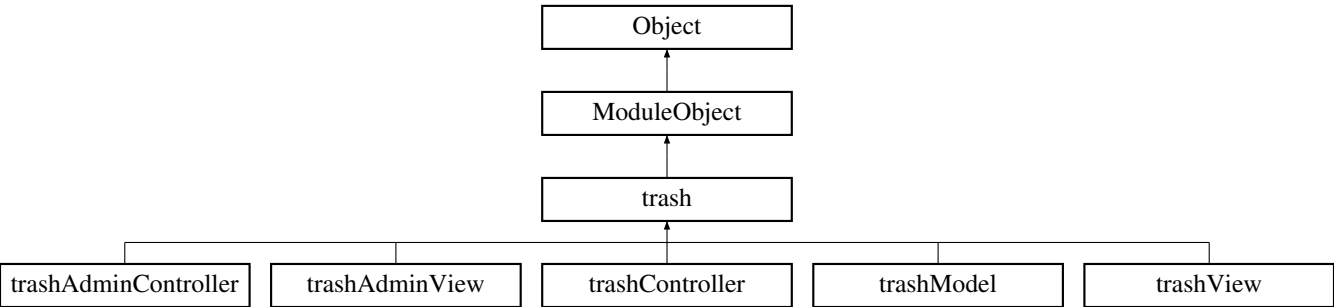 Object
ModuleObject
trash
trashAdminController
trashAdminView
trashController
trashModel
trashView